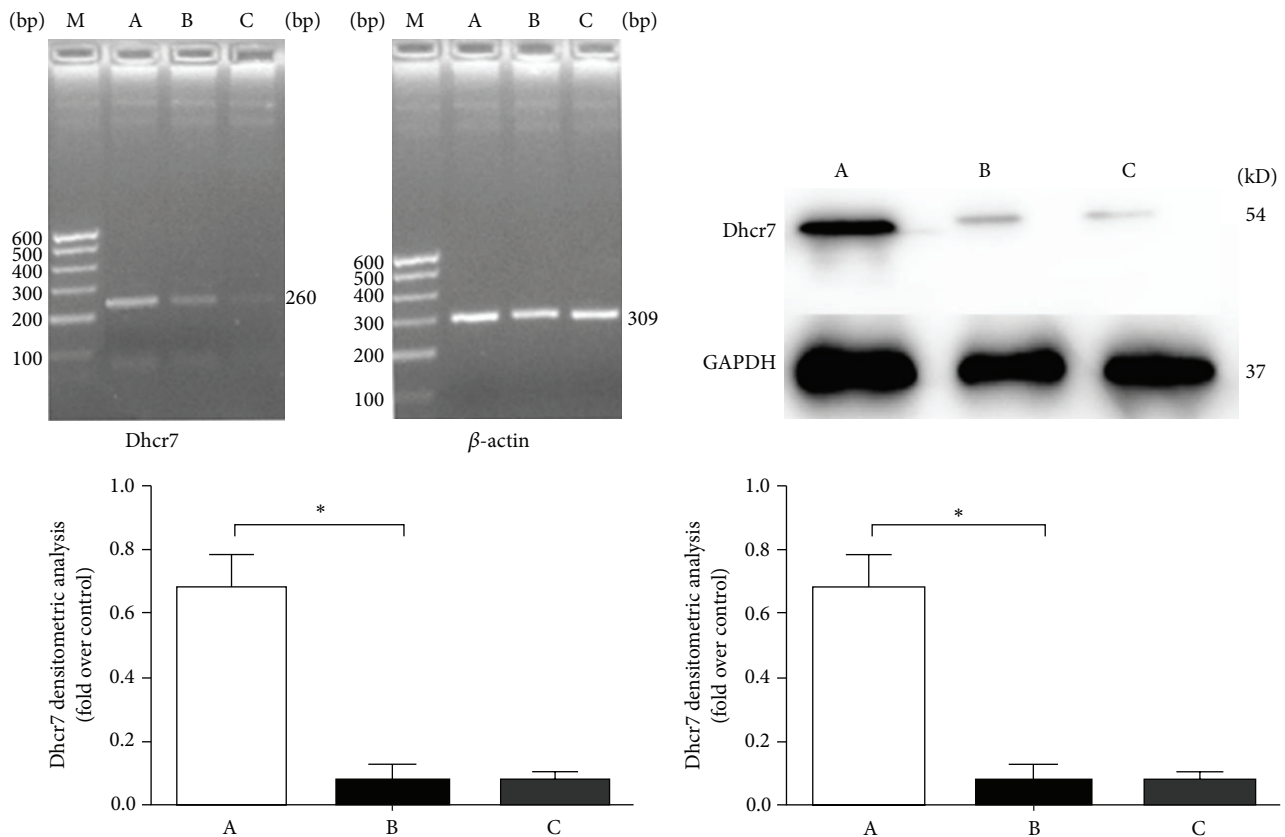 (bp) M A B C (bp)
600
500
400
300
200
100
260
Dhcr7
(bp) M A B C (bp)
600
500
400
300
200
100
309
β-actin
A B C (kD)
Dhcr7 54
GAPDH 37
Dhcr7 densitometric analysis
(fold over control)
1.0
0.8
0.6
0.4
0.2
0.0
*
A B C
Dhcr7 densitometric analysis
(fold over control)
1.0
0.8
0.6
0.4
0.2
0.0
*
A B C